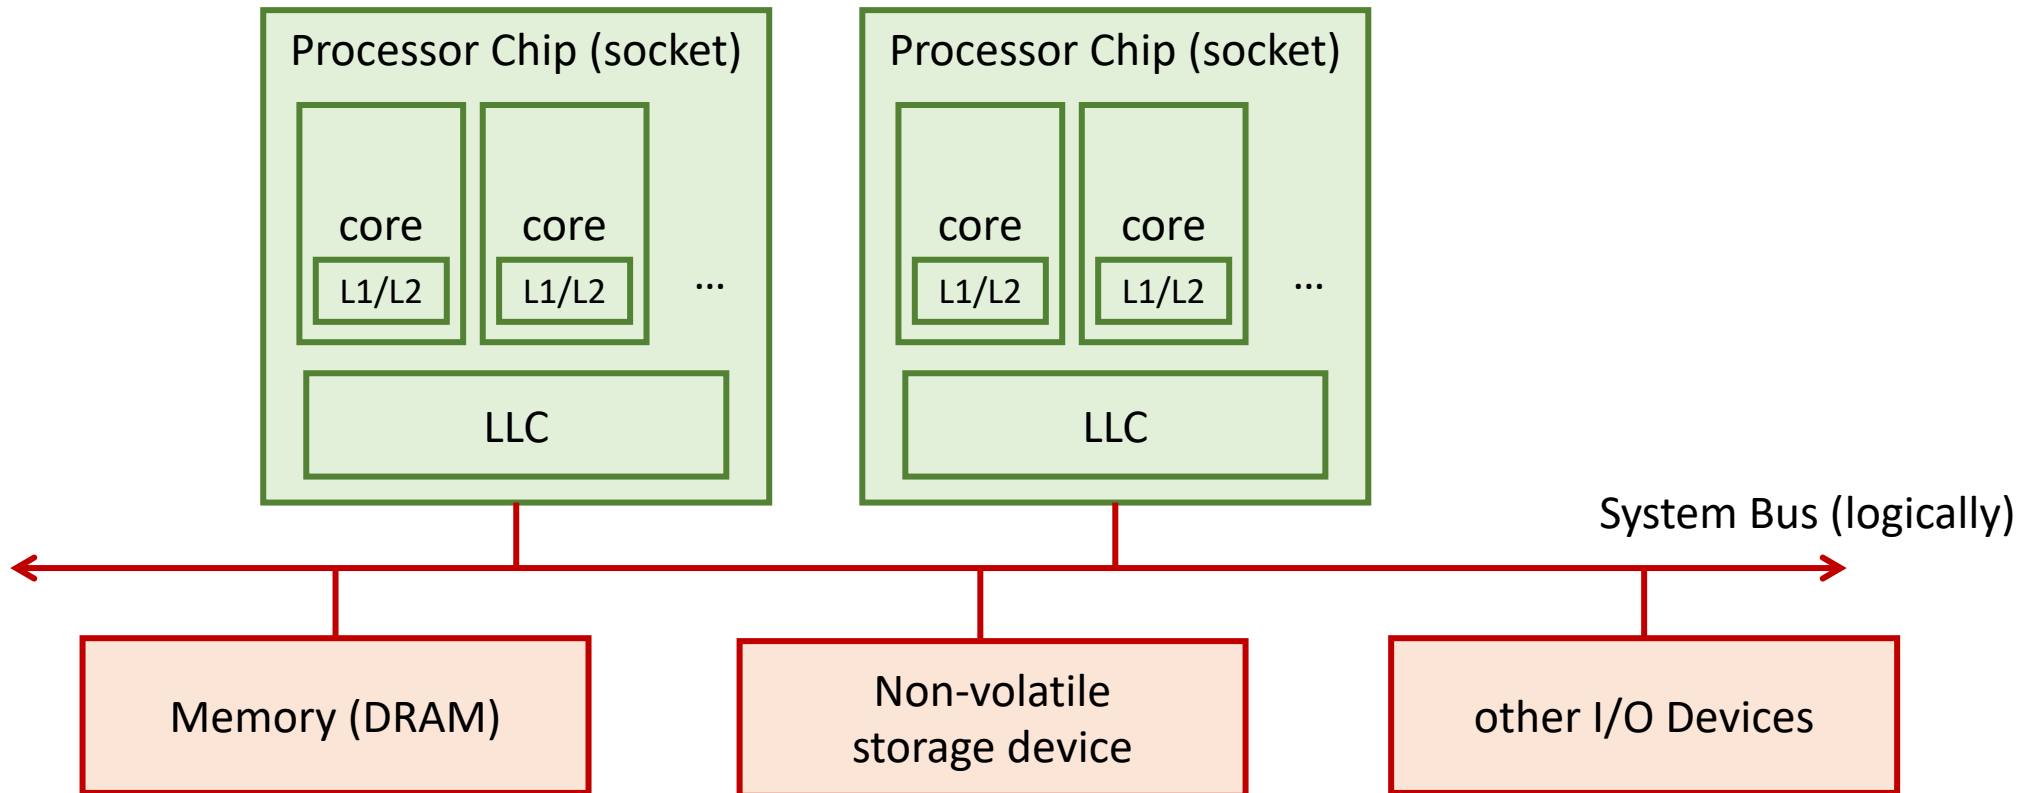 Processor Chip (socket)
core
L1/L2
core
L1/L2
...
LLC
Processor Chip (socket)
core
L1/L2
core
L1/L2
...
LLC
System Bus (logically)
Memory (DRAM)
Non-volatile
storage device
other I/O Devices